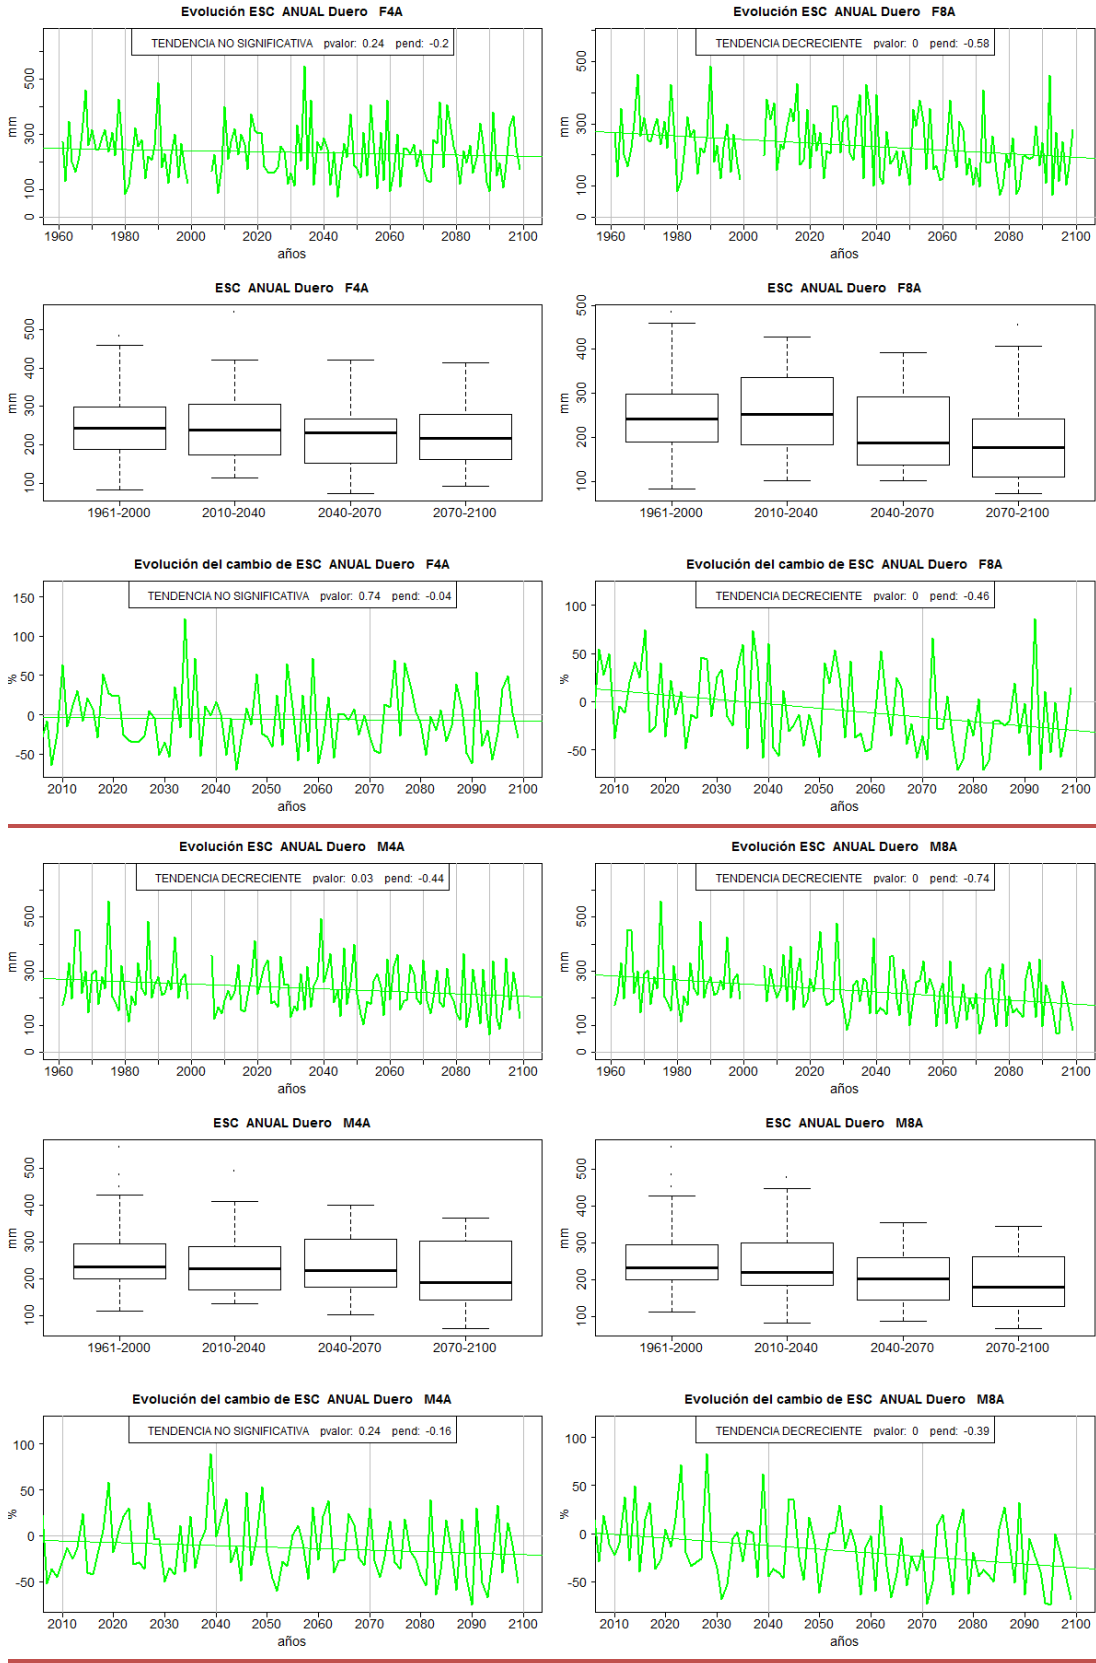 Evolución ESC ANUAL Duero F4A
TENDENCIA NO SIGNIFICATIVA pvalor: 0.24 pend: -0.2
mm
0 100 300 500
1960 1980 2000 2020 2040 2060 2080 2100
años
Evolución ESC ANUAL Duero F8A
TENDENCIA DECRECIENTE pvalor: 0 pend: -0.58
mm
0 100 300 500
1960 1980 2000 2020 2040 2060 2080 2100
años
ESC ANUAL Duero F4A
mm
100 200 300 400 500
1961-2000 2010-2040 2040-2070 2070-2100
ESC ANUAL Duero F8A
mm
100 200 300 400 500
1961-2000 2010-2040 2040-2070 2070-2100
Evolución del cambio de ESC ANUAL Duero F4A
TENDENCIA NO SIGNIFICATIVA pvalor: 0.74 pend: -0.04
%
150
100
50
0
-50
2010 2020 2030 2040 2050 2060 2070 2080 2090 2100
años
Evolución del cambio de ESC ANUAL Duero F8A
TENDENCIA DECRECIENTE pvalor: 0 pend: -0.46
%
100
50
0
-50
2010 2020 2030 2040 2050 2060 2070 2080 2090 2100
años
Evolución ESC ANUAL Duero M4A
TENDENCIA DECRECIENTE pvalor: 0.03 pend: -0.44
mm
0 100 300 500
1960 1980 2000 2020 2040 2060 2080 2100
años
Evolución ESC ANUAL Duero M8A
TENDENCIA DECRECIENTE pvalor: 0 pend: -0.74
mm
0 100 300 500
1960 1980 2000 2020 2040 2060 2080 2100
años
ESC ANUAL Duero M4A
mm
100 200 300 400 500
1961-2000 2010-2040 2040-2070 2070-2100
ESC ANUAL Duero M8A
mm
100 200 300 400 500
1961-2000 2010-2040 2040-2070 2070-2100
Evolución del cambio de ESC ANUAL Duero M4A
TENDENCIA NO SIGNIFICATIVA pvalor: 0.24 pend: -0.16
%
100
50
0
-50
2010 2020 2030 2040 2050 2060 2070 2080 2090 2100
años
Evolución del cambio de ESC ANUAL Duero M8A
TENDENCIA DECRECIENTE pvalor: 0 pend: -0.39
%
100
50
0
-50
2010 2020 2030 2040 2050 2060 2070 2080 2090 2100
años